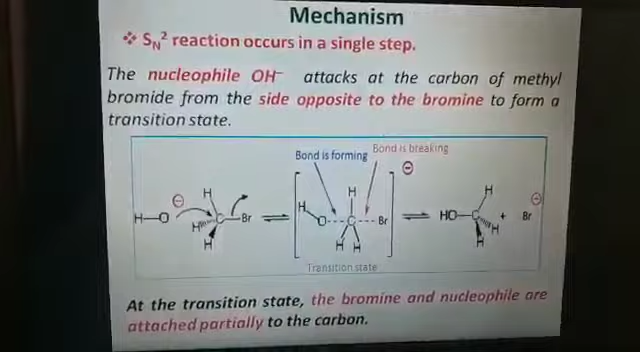 Mechanism
❖ SN2 reaction occurs in a single step.
The nucleophile OH⁻ attacks at the carbon of methyl
bromide from the side opposite to the bromine to form a
transition state.
Bond is forming Bond is breaking
⊖
H
H
H
H
⊖
⊖
H—O H C—Br H O---C---Br HO—C H + Br
H
H H
H
Transition state
At the transition state, the bromine and nucleophile are
attached partially to the carbon.